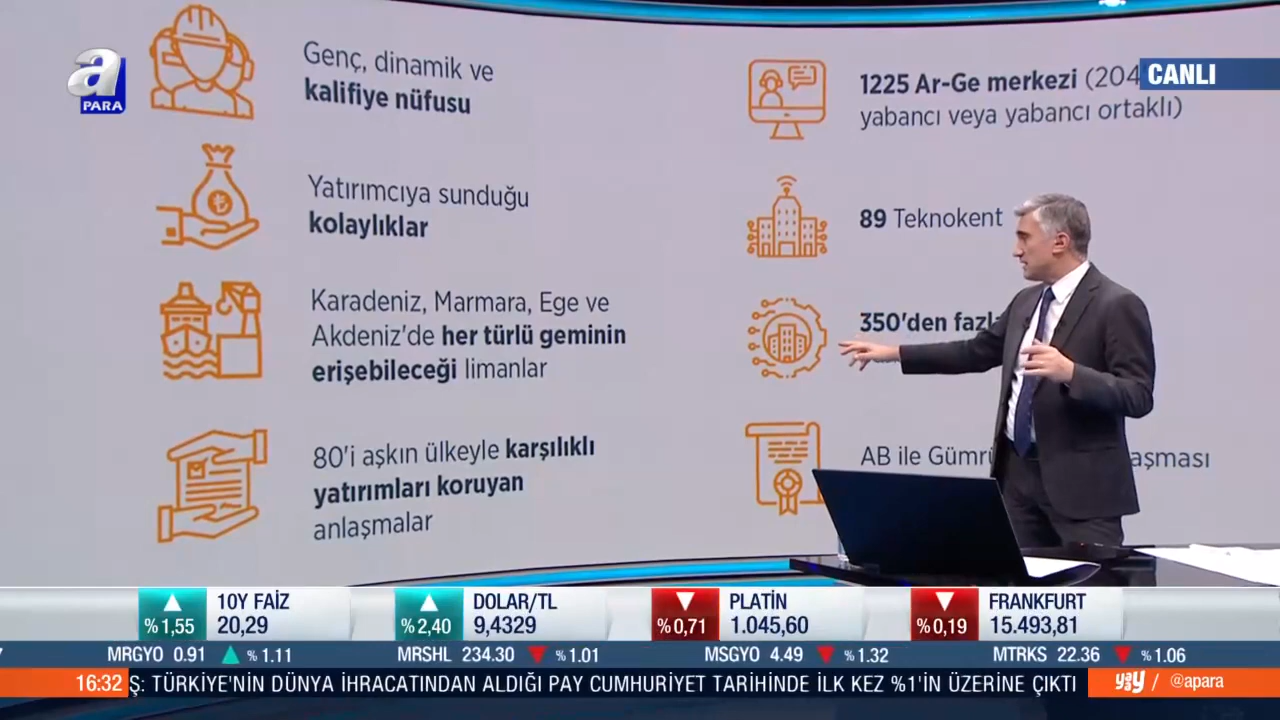 a
PARA
CANLI
Genç, dinamik ve
kalifiye nüfusu
Yatırımcıya sunduğu
kolaylıklar
Karadeniz, Marmara, Ege ve
Akdeniz'de her türlü geminin
erişebileceği limanlar
80'i aşkın ülkeyle karşılıklı
yatırımları koruyan
anlaşmalar
1225 Ar-Ge merkezi
yabancı veya yabancı ortaklı)
89 Teknokent
350'den
AB ile
10Y FAİZ
% 1,55 20,29
DOLAR/TL
% 2,40 9,4329
PLATİN
% 0,71 1.045,60
FRANKFURT
% 0,19 15.493,81
MRGYO 0.91 % 1.11 MRSHL 234.30 % 1.01 MSGYO 4.49 % 1.32 MTRKS 22.36 % 1.06
16:32 Ş: TÜRKİYE'NİN DÜNYA İHRACATINDAN ALDIĞI PAY CUMHURİYET TARİHİNDE İLK KEZ %1'İN ÜZERİNE ÇIKTI / @apara